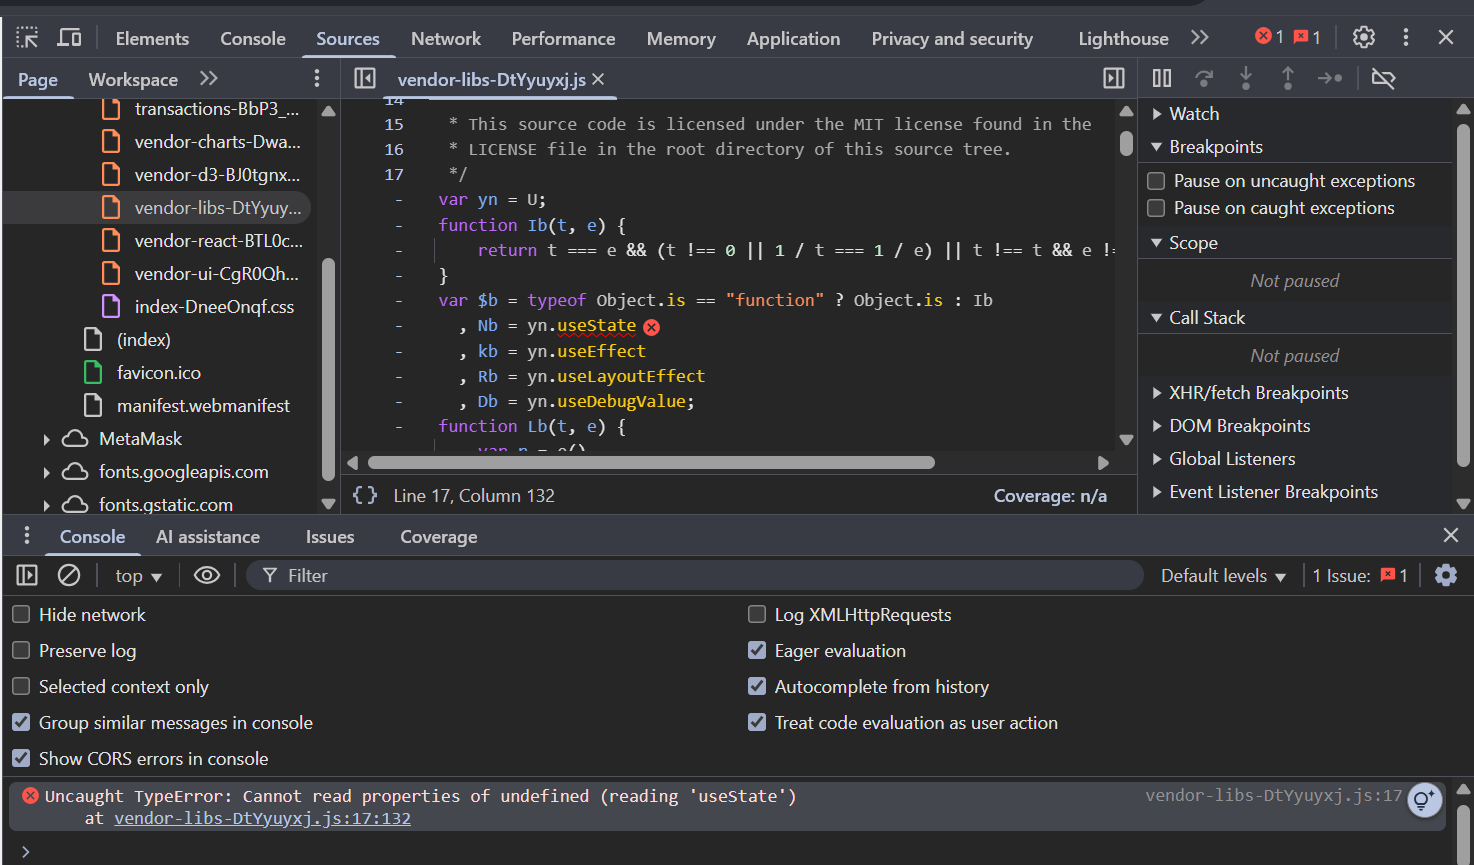 Elements Console Sources Network Performance Memory Application Privacy and security Lighthouse 1 1
Page Workspace vendor-libs-DtYyuyxj.js
transactions-BbP3_...
vendor-charts-Dwa...
vendor-d3-BJ0tgnx...
vendor-libs-DtYyuy...
vendor-react-BTL0c...
vendor-ui-CgR0Qh...
index-DneeOnqf.css
(index)
favicon.ico
manifest.webmanifest
MetaMask
fonts.googleapis.com
fonts.gstatic.com
14
15 * This source code is licensed under the MIT license found in the
16 * LICENSE file in the root directory of this source tree.
17 */
- var yn = U;
- function Ib(t, e) {
- return t === e && (t !== 0 || 1 / t === 1 / e) || t !== t && e !=
- }
- var $b = typeof Object.is == "function" ? Object.is : Ib
- , Nb = yn.useState
- , kb = yn.useEffect
- , Rb = yn.useLayoutEffect
- , Db = yn.useDebugValue;
- function Lb(t, e) {
{ } Line 17, Column 132 Coverage: n/a
Watch
Breakpoints
Pause on uncaught exceptions
Pause on caught exceptions
Scope
Not paused
Call Stack
Not paused
XHR/fetch Breakpoints
DOM Breakpoints
Global Listeners
Event Listener Breakpoints
Console AI assistance Issues Coverage
top Filter Default levels 1 Issue: 1
Hide network
Preserve log
Selected context only
Group similar messages in console
Show CORS errors in console
Log XMLHttpRequests
Eager evaluation
Autocomplete from history
Treat code evaluation as user action
Uncaught TypeError: Cannot read properties of undefined (reading 'useState') vendor-libs-DtYyuyxj.js:17
at vendor-libs-DtYyuyxj.js:17:132